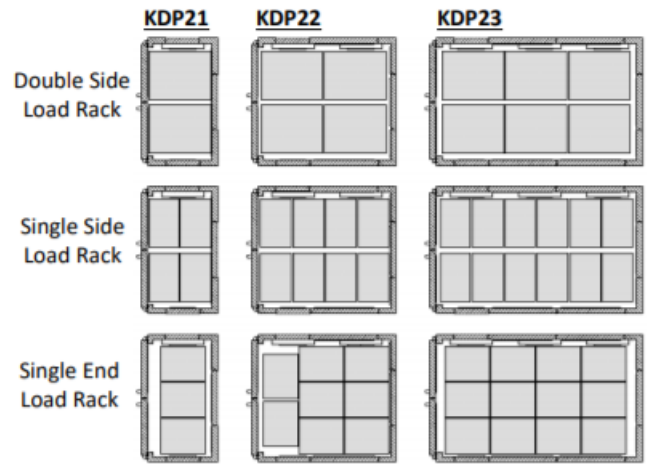 KDP21 KDP22 KDP23
Double Side
Load Rack
Single Side
Load Rack
Single End
Load Rack